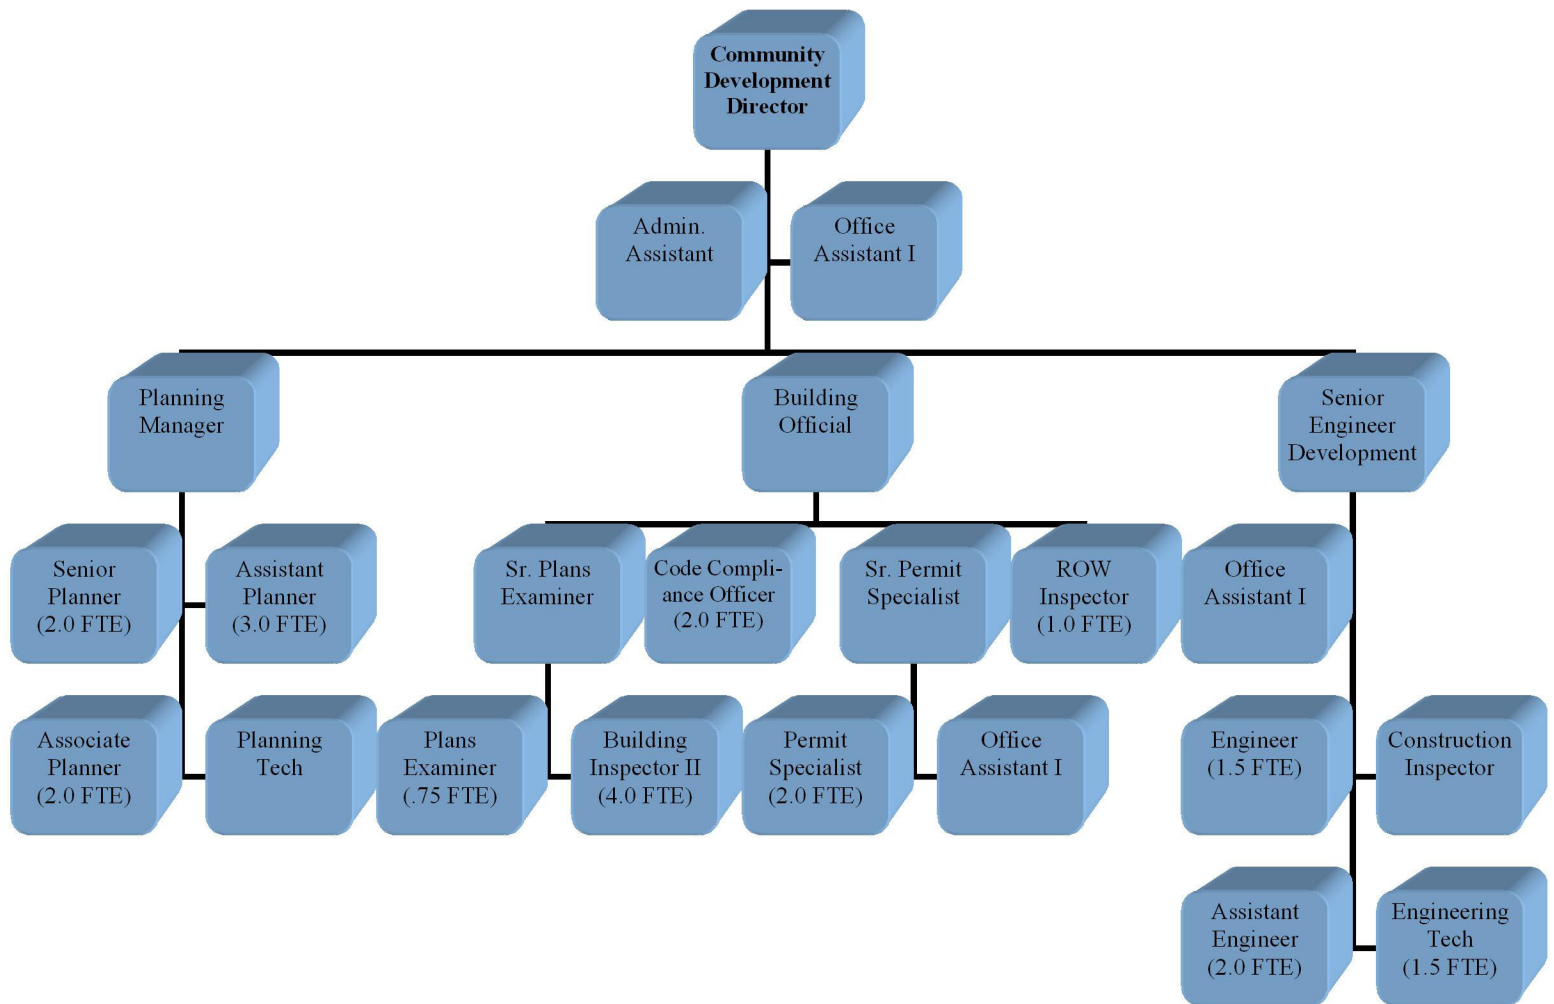 Community
Development
Director
Admin.
Assistant
Office
Assistant I
Planning
Manager
Building
Official
Senior
Engineer
Development
Senior
Planner
(2.0 FTE)
Assistant
Planner
(3.0 FTE)
Sr. Plans
Examiner
Code Compli-
ance Officer
(2.0 FTE)
Sr. Permit
Specialist
ROW
Inspector
(1.0 FTE)
Office
Assistant I
Associate
Planner
(2.0 FTE)
Planning
Tech
Plans
Examiner
(.75 FTE)
Building
Inspector II
(4.0 FTE)
Permit
Specialist
(2.0 FTE)
Office
Assistant I
Engineer
(1.5 FTE)
Construction
Inspector
Assistant
Engineer
(2.0 FTE)
Engineering
Tech
(1.5 FTE)